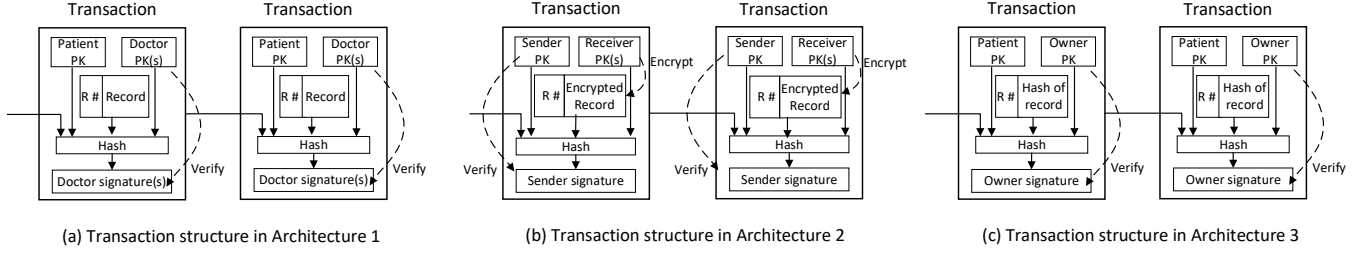 Transaction
Transaction
Patient
PK
Doctor
PK(s)
R #
Record
Hash
Doctor signature(s)
Verify
Patient
PK
Doctor
PK(s)
R #
Record
Hash
Doctor signature(s)
Verify
(a) Transaction structure in Architecture 1
Transaction
Transaction
Sender
PK
Receiver
PK(s)
Encrypt
R #
Encrypted
Record
Hash
Verify
Sender signature
Sender
PK
Receiver
PK(s)
Encrypt
R #
Encrypted
Record
Hash
Verify
Sender signature
(b) Transaction structure in Architecture 2
Transaction
Transaction
Patient
PK
Owner
PK
R #
Hash of
record
Hash
Owner signature
Verify
Patient
PK
Owner
PK
R #
Hash of
record
Hash
Owner signature
Verify
(c) Transaction structure in Architecture 3